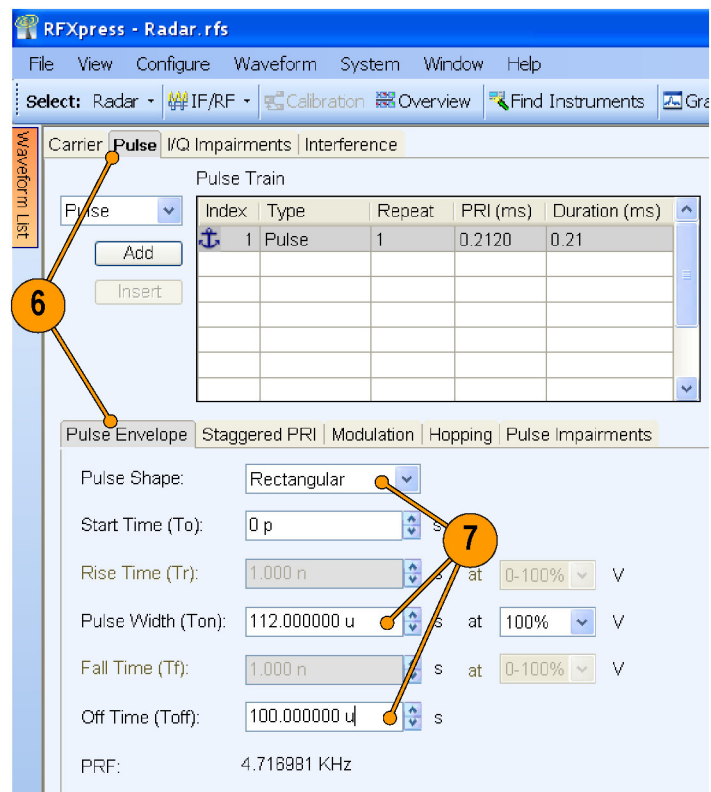 RFXpress - Radar.rfs
File View Configure Waveform System Window Help
Select: Radar IF/RF Calibration Overview Find Instruments Gra
Waveform List
Carrier Pulse I/Q Impairments Interference
Pulse Train
Pulse
Index Type Repeat PRI (ms) Duration (ms)
1 Pulse 1 0.2120 0.21
Add
Insert
6
Pulse Envelope Staggered PRI Modulation Hopping Pulse Impairments
Pulse Shape: Rectangular
Start Time (To): 0 p s
7
Rise Time (Tr): 1.000 n s at 0-100% V
Pulse Width (Ton): 112.000000 u s at 100% V
Fall Time (Tf): 1.000 n s at 0-100% V
Off Time (Toff): 100.000000 u s
PRF: 4.716981 KHz